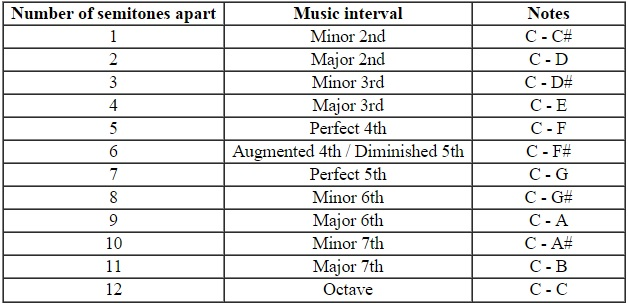 Number of semitones apart Music interval Notes
1 Minor 2nd C - C#
2 Major 2nd C - D
3 Minor 3rd C - D#
4 Major 3rd C - E
5 Perfect 4th C - F
6 Augmented 4th / Diminished 5th C - F#
7 Perfect 5th C - G
8 Minor 6th C - G#
9 Major 6th C - A
10 Minor 7th C - A#
11 Major 7th C - B
12 Octave C - C